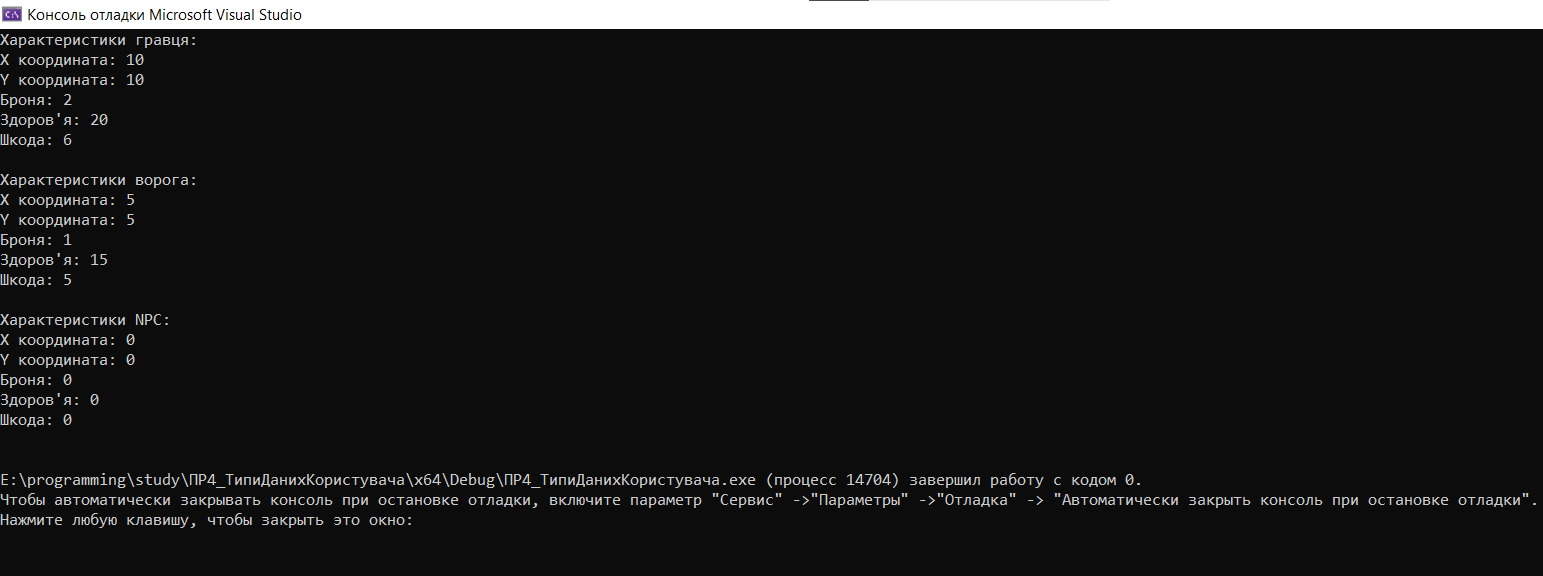 Консоль отладки Microsoft Visual Studio
Характеристики гравця:
X координата: 10
Y координата: 10
Броня: 2
Здоров'я: 20
Шкода: 6
Характеристики ворога:
X координата: 5
Y координата: 5
Броня: 1
Здоров'я: 15
Шкода: 5
Характеристики NPC:
X координата: 0
Y координата: 0
Броня: 0
Здоров'я: 0
Шкода: 0
E:\programming\study\ПР4_ТипиДанихКористувача\x64\Debug\ПР4_ТипиДанихКористувача.exe (процесс 14704) завершил работу с кодом 0.
Чтобы автоматически закрывать консоль при остановке отладки, включите параметр "Сервис" ->"Параметры" ->"Отладка" -> "Автоматически закрыть консоль при остановке отладки".
Нажмите любую клавишу, чтобы закрыть это окно: